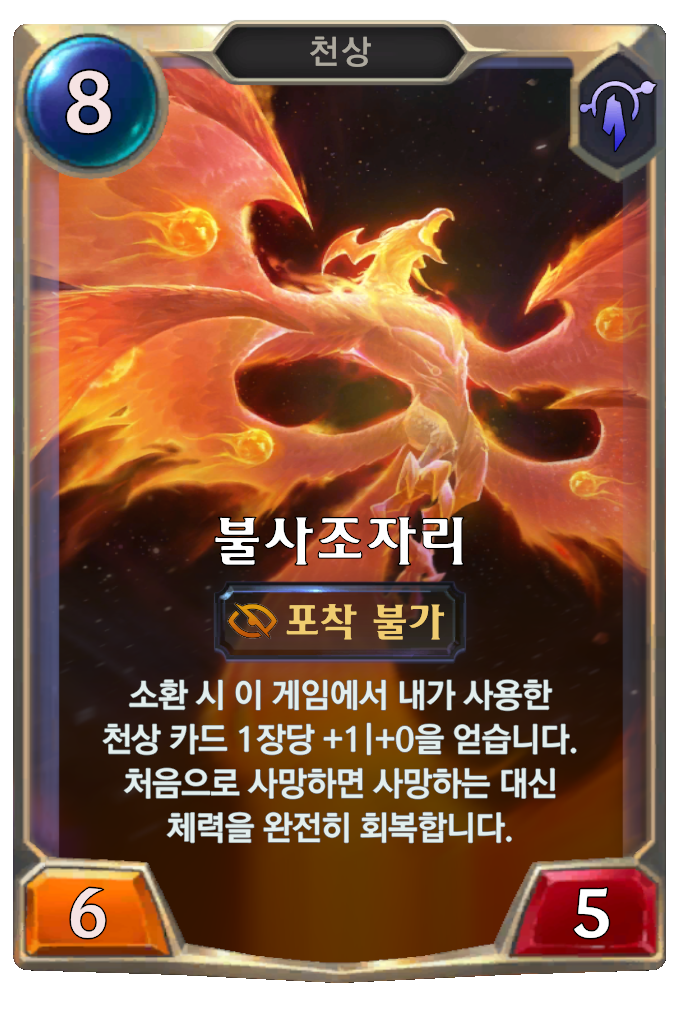 천상
8
불사조자리
포착 불가
소환 시 이 게임에서 내가 사용한
천상 카드 1장당 +1|+0을 얻습니다.
처음으로 사망하면 사망하는 대신
체력을 완전히 회복합니다.
6
5